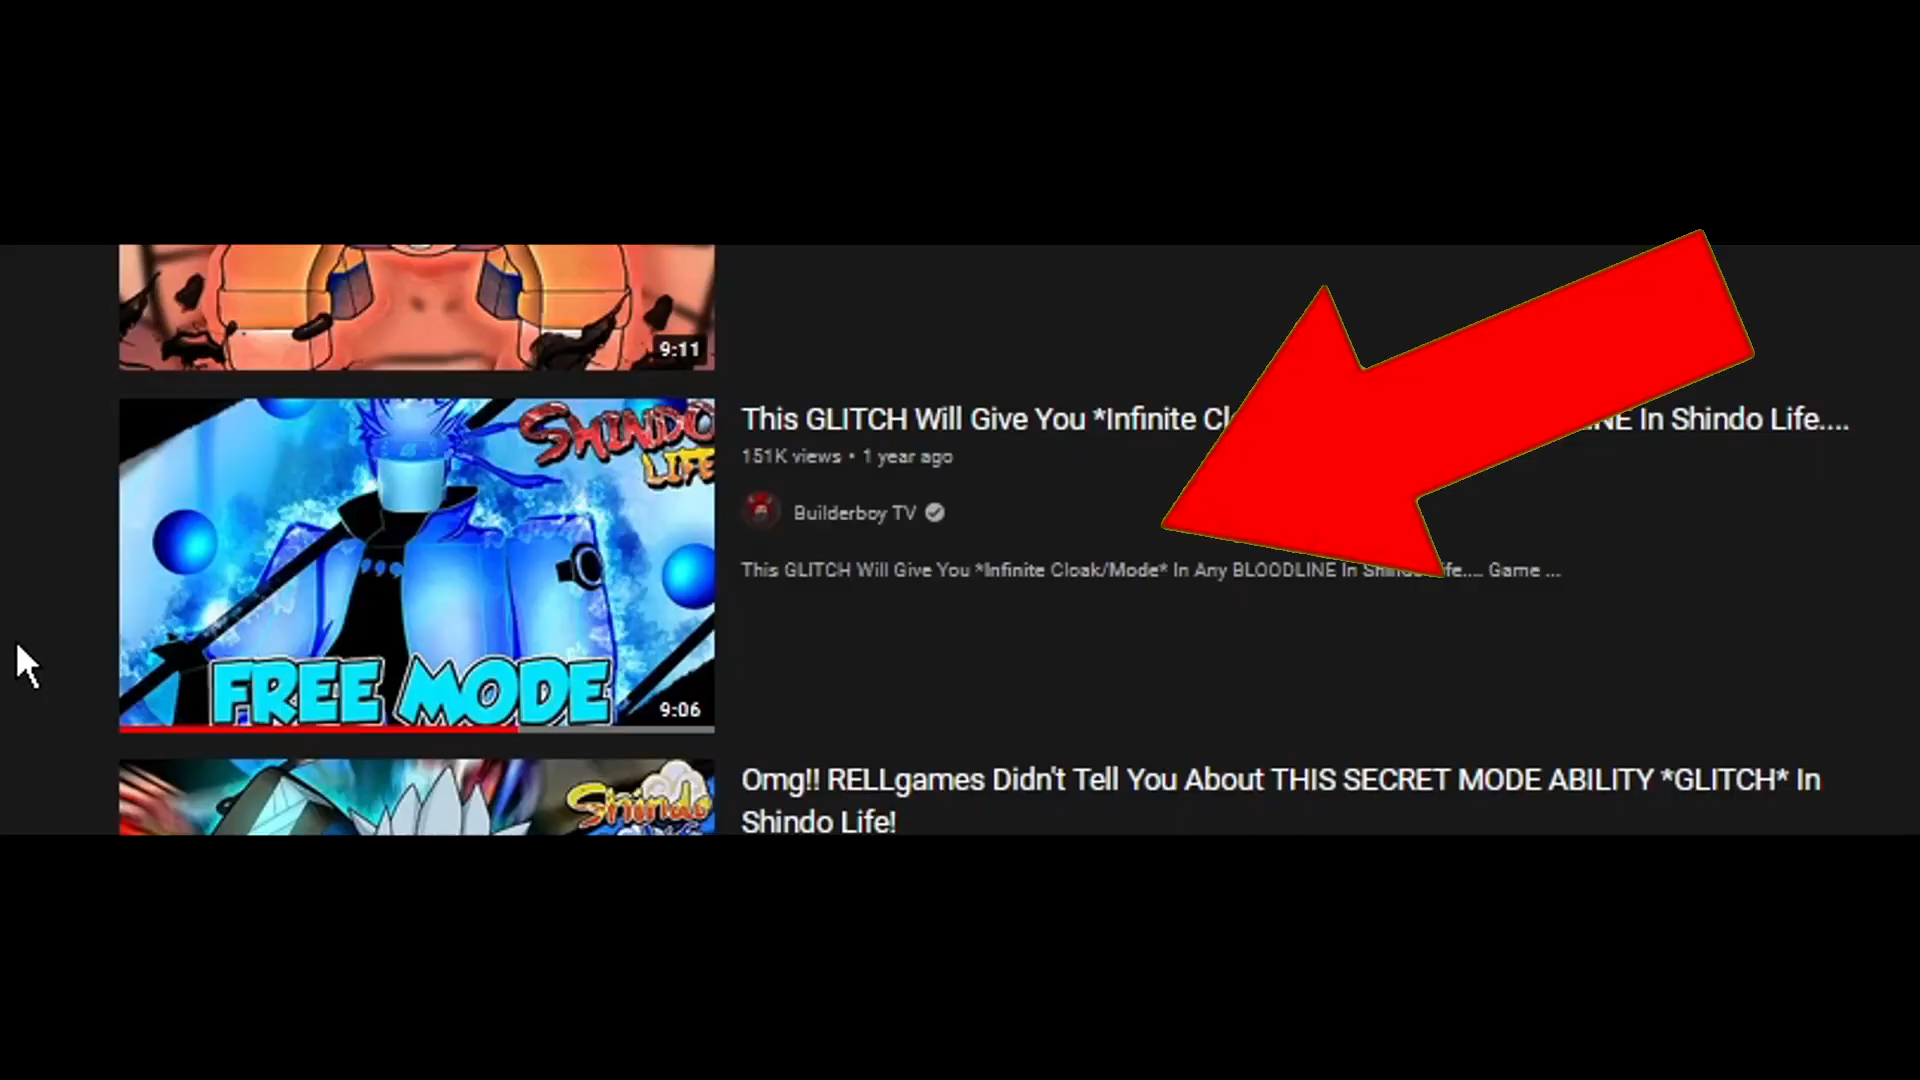 9:11
SHINDO
LIFE
This GLITCH Will Give You *Infinite In Shindo Life....
151K views • 1 year ago
Builderboy TV
This GLITCH Will Give You *Infinite Cloak/Mode* In Any BLOODLINE In Game ...
FREE MODE
9:06
Shindo
Omg!! RELLgames Didn't Tell You About THIS SECRET MODE ABILITY *GLITCH* In
Shindo Life!